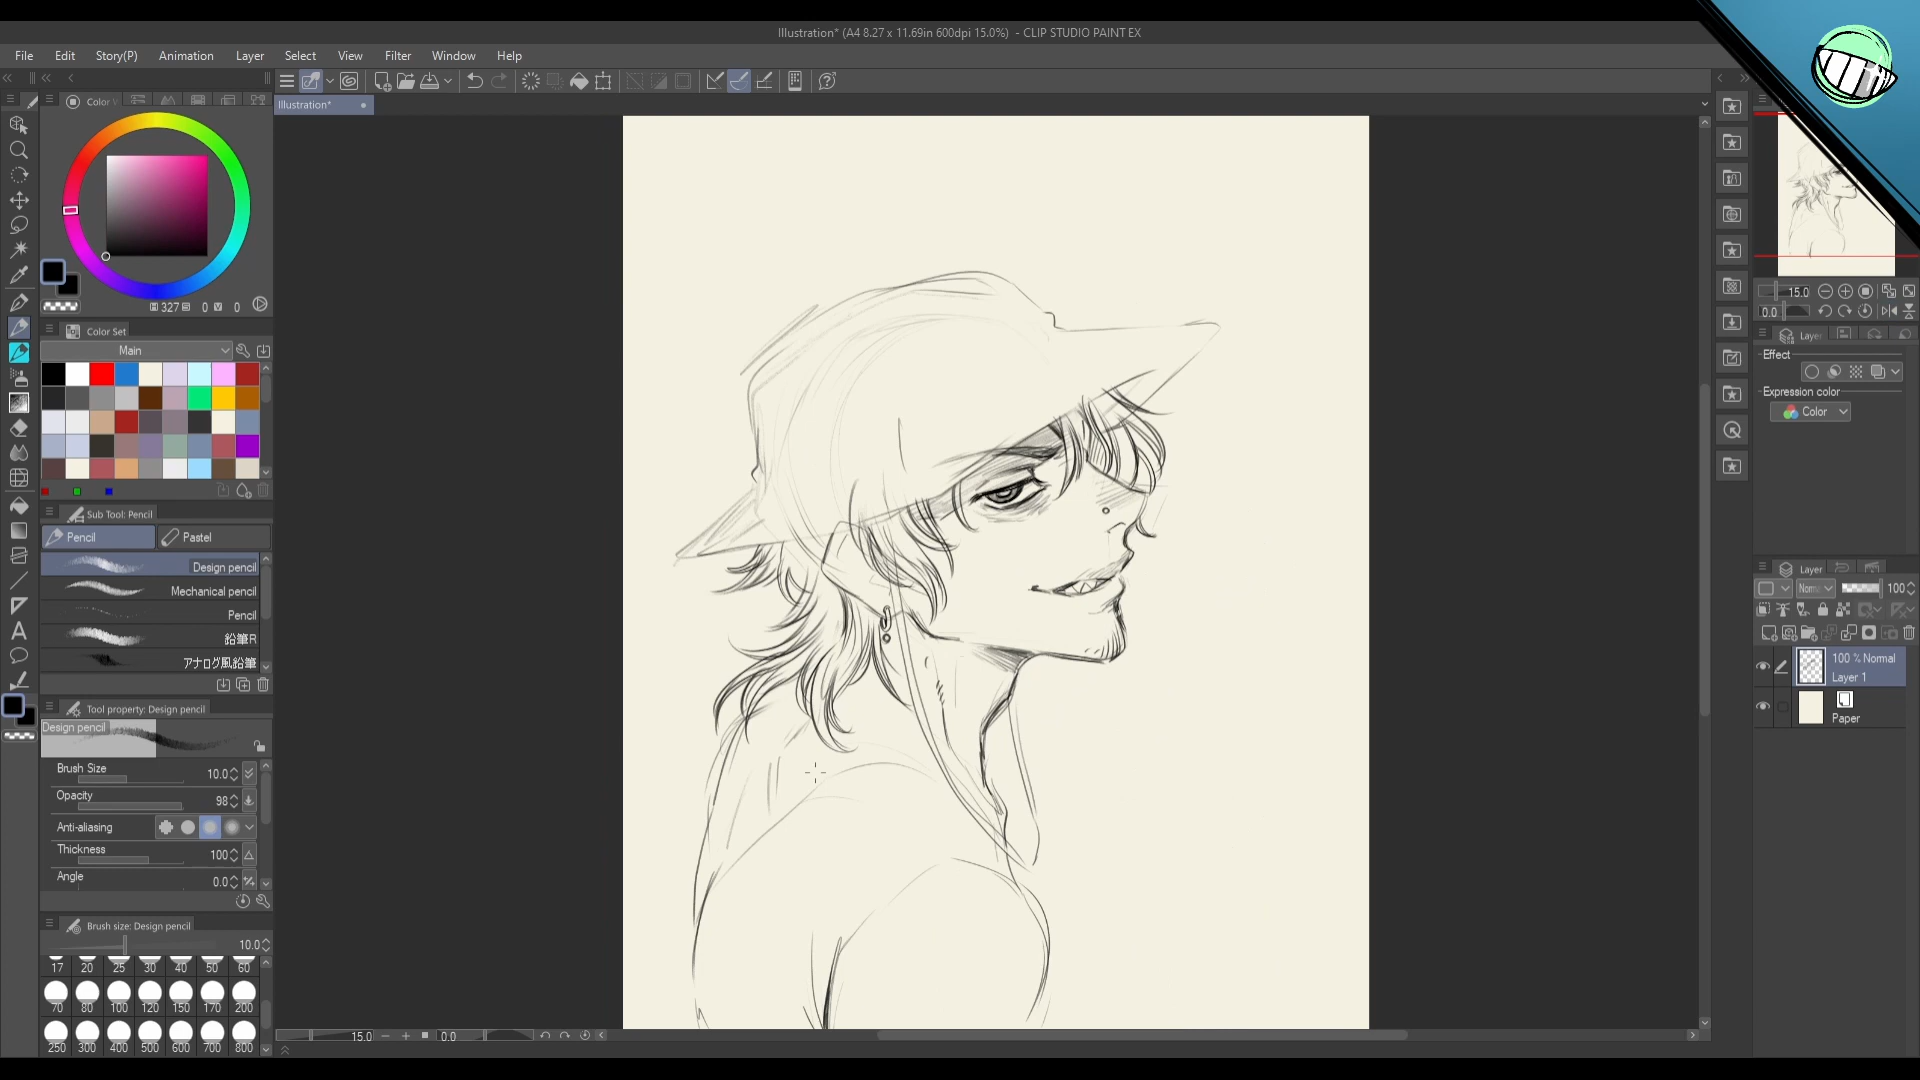 Illustration* (A4 8.27 x 11.69in 600dpi 15.0%) - CLIP STUDIO PAINT EX
File Edit Story(P) Animation Layer Select View Filter Window Help
Color
Illustration*
327 0 0
Color Set
Main
Sub Tool: Pencil
Pencil Pastel
Design pencil
Mechanical pencil
Pencil
鉛筆R
アナログ風鉛筆
Tool property: Design pencil
Design pencil
Brush Size 10.0
Opacity 98
Anti-aliasing
Thickness 100
Angle 0.0
Brush size: Design pencil
10.0
17 20 25 30 40 50 60
70 80 100 120 150 170 200
250 300 400 500 600 700 800
15.0 0.0
15.0
0.0
Layer
Effect
Expression color
Color
Layer
100
100 % Normal
Layer 1
Paper